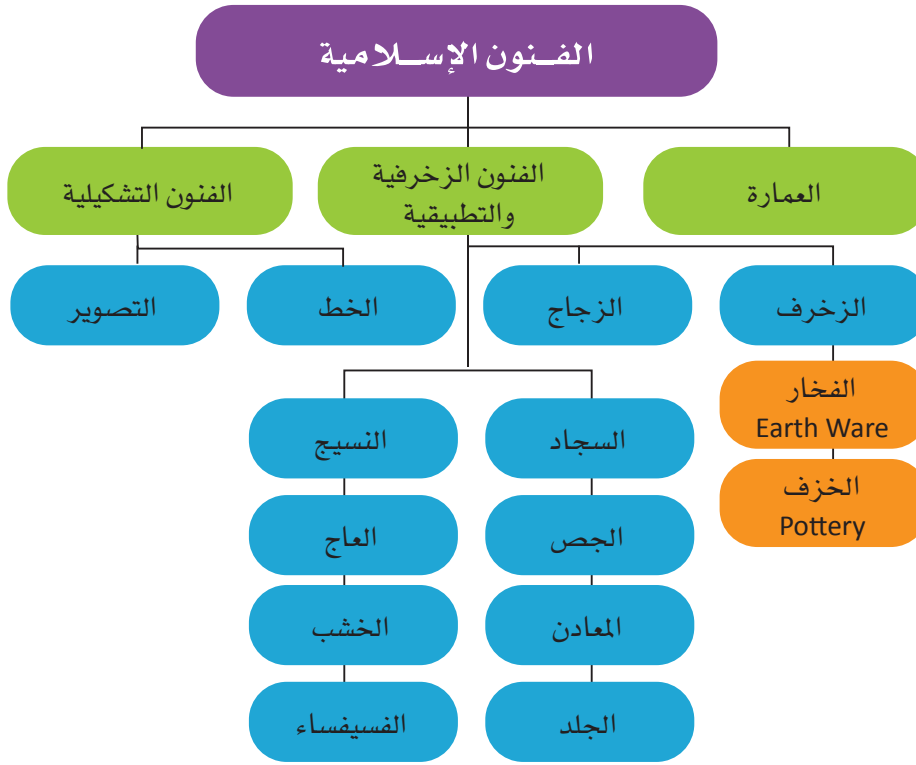 الفنون الإسلامية
العمارة
الفنون الزخرفية
والتطبيقية
الفنون التشكيلية
الزخرف
الزجاج
الخط
التصوير
الفخار
Earth Ware
الخزف
Pottery
السجاد
النسيج
الجص
العاج
المعادن
الخشب
الجلد
الفسيفساء